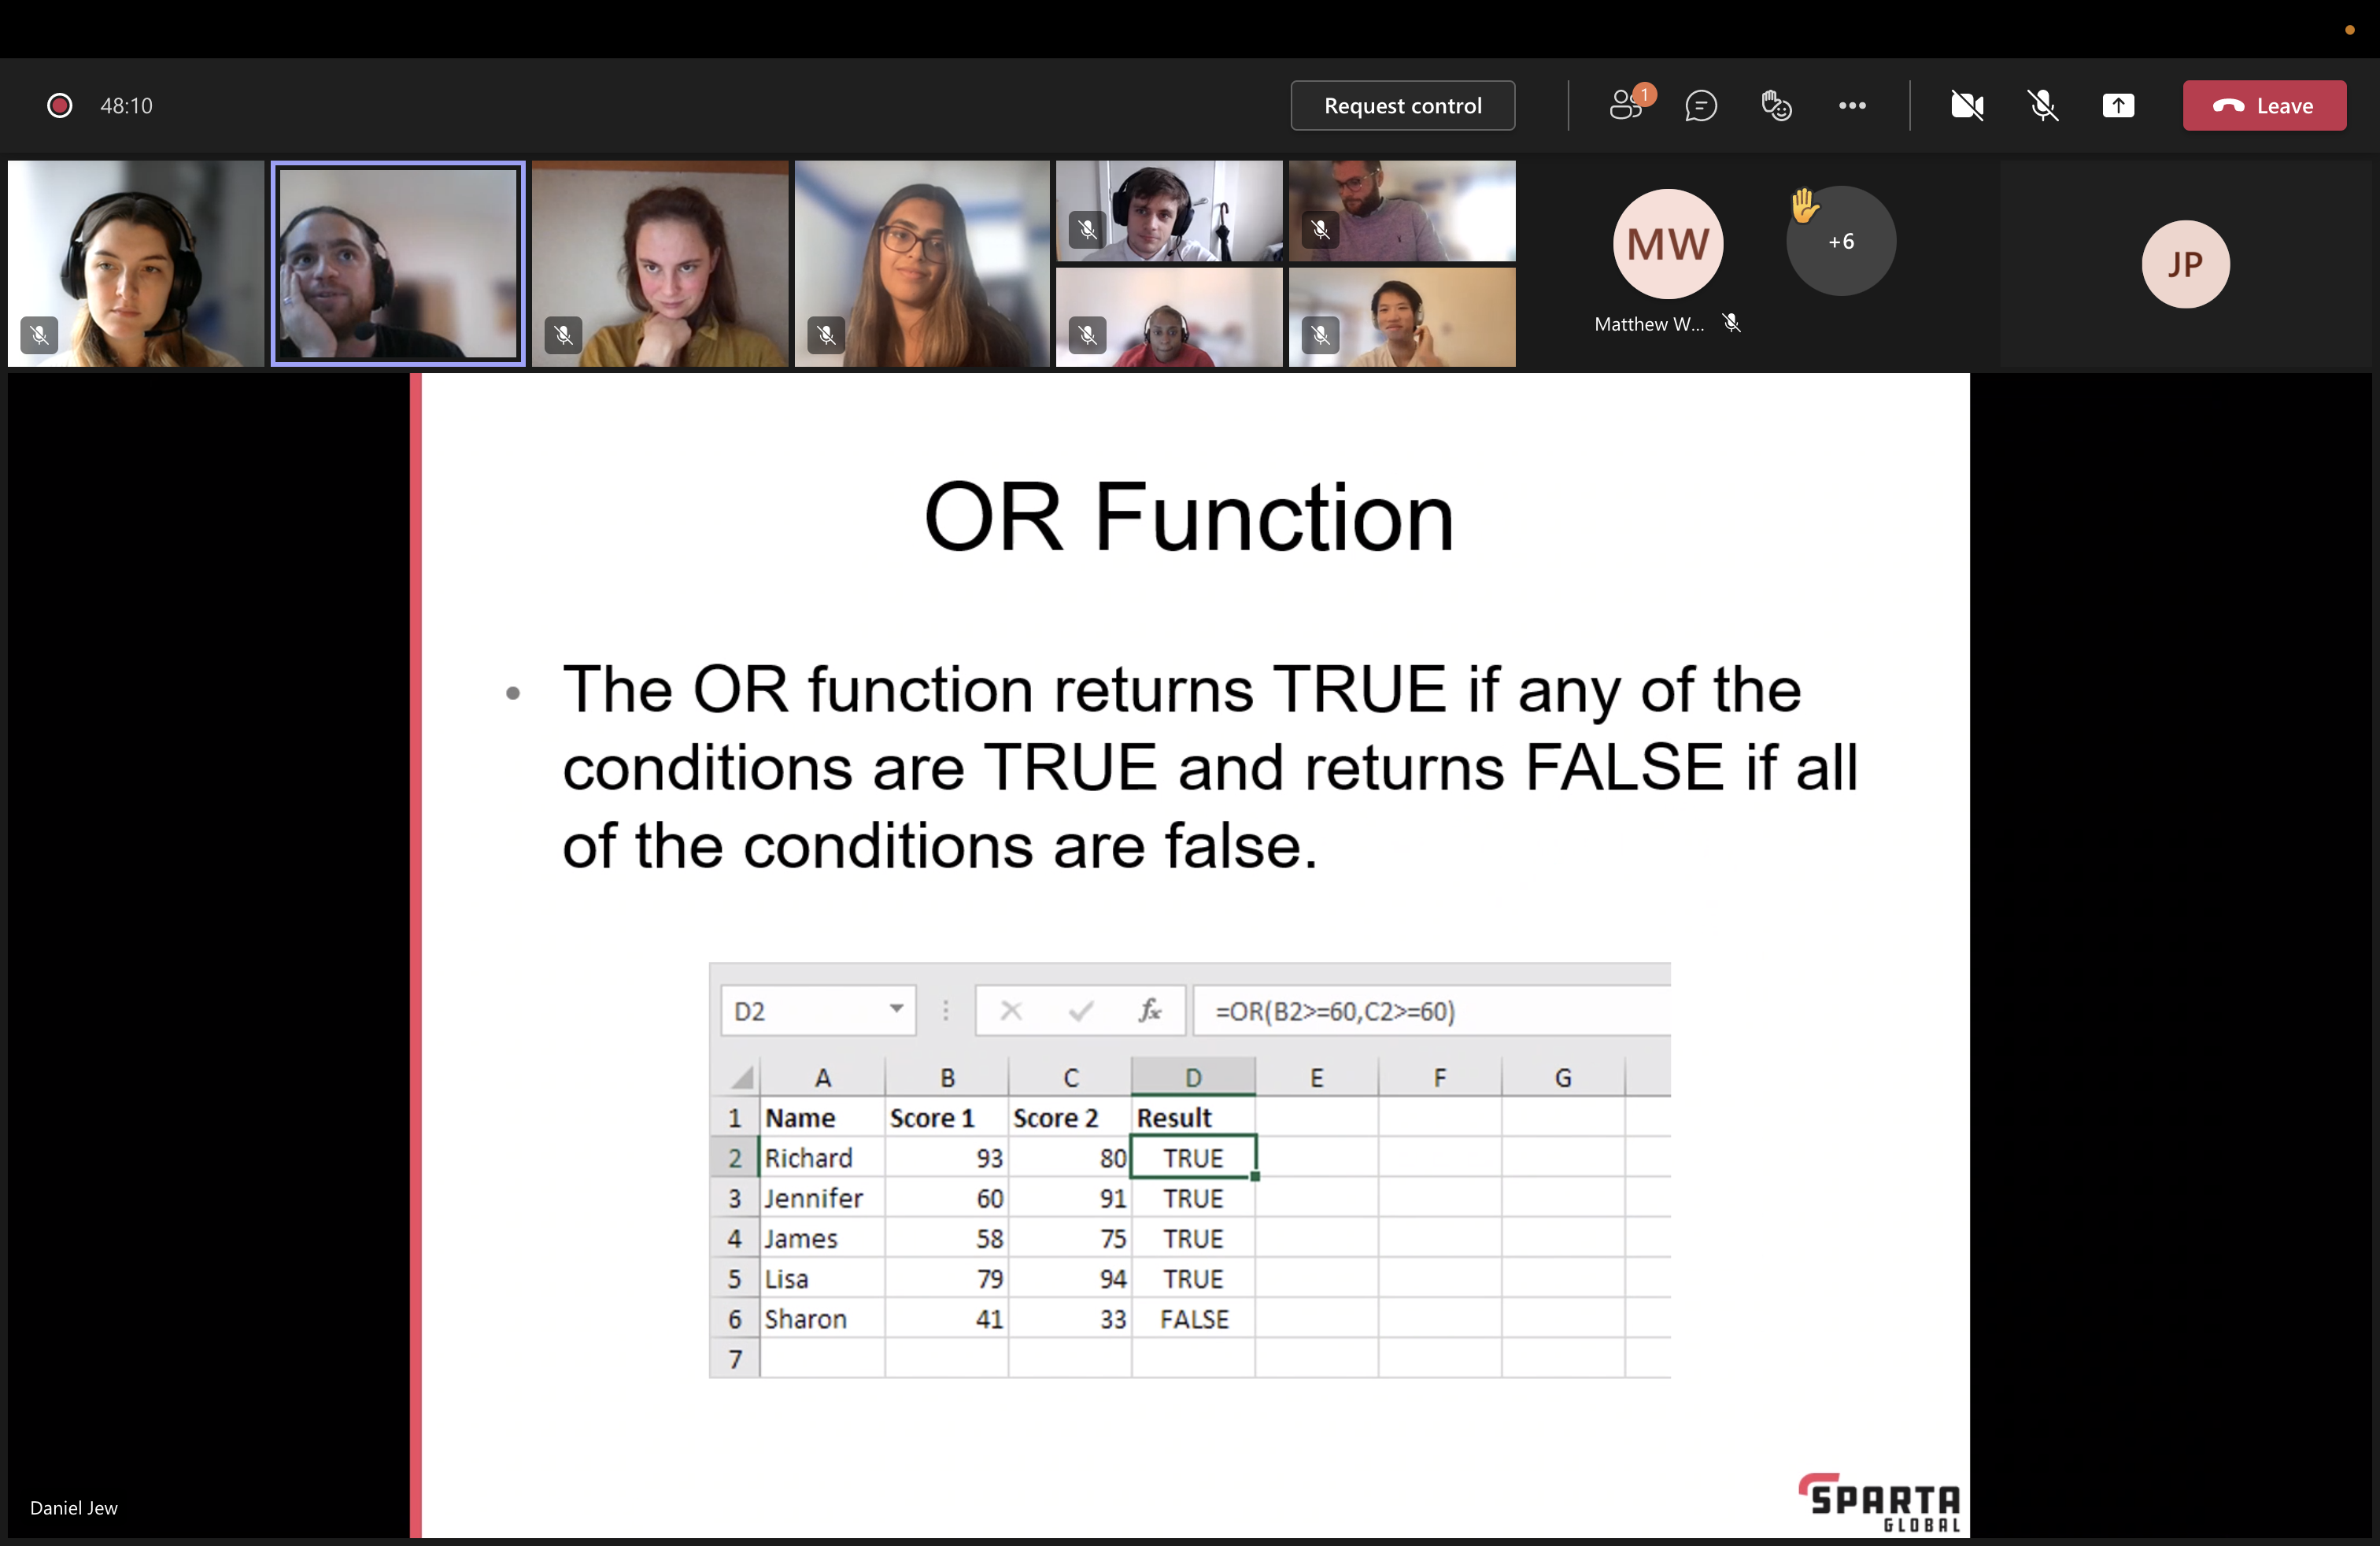 48:10
Request control
1
Leave
MW
+6
JP
Matthew W...
OR Function
• The OR function returns TRUE if any of the
conditions are TRUE and returns FALSE if all
of the conditions are false.
D2 fx =OR(B2>=60,C2>=60)
A B C D E F G
1 Name Score 1 Score 2 Result
2 Richard 93 80 TRUE
3 Jennifer 60 91 TRUE
4 James 58 75 TRUE
5 Lisa 79 94 TRUE
6 Sharon 41 33 FALSE
7
Daniel Jew
SPARTA
GLOBAL